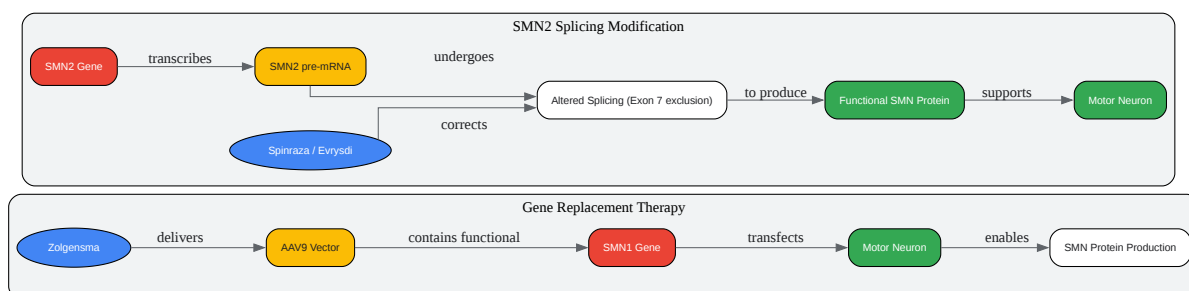 SMN2 Splicing Modification
SMN2 Gene
transcribes
SMN2 pre-mRNA
undergoes
Altered Splicing (Exon 7 exclusion)
to produce
Functional SMN Protein
supports
Motor Neuron
corrects
Spinraza / Evrysdi
Gene Replacement Therapy
Zolgensma
delivers
AAV9 Vector
contains functional
SMN1 Gene
transfects
Motor Neuron
enables
SMN Protein Production